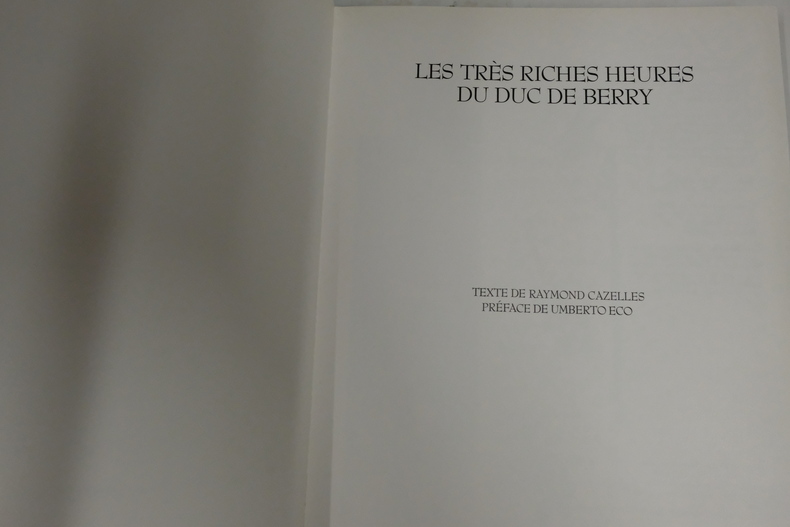 LES TRÈS RICHES HEURES
DU DUC DE BERRY
TEXTE DE RAYMOND CAZELLES
PRÉFACE DE UMBERTO ECO